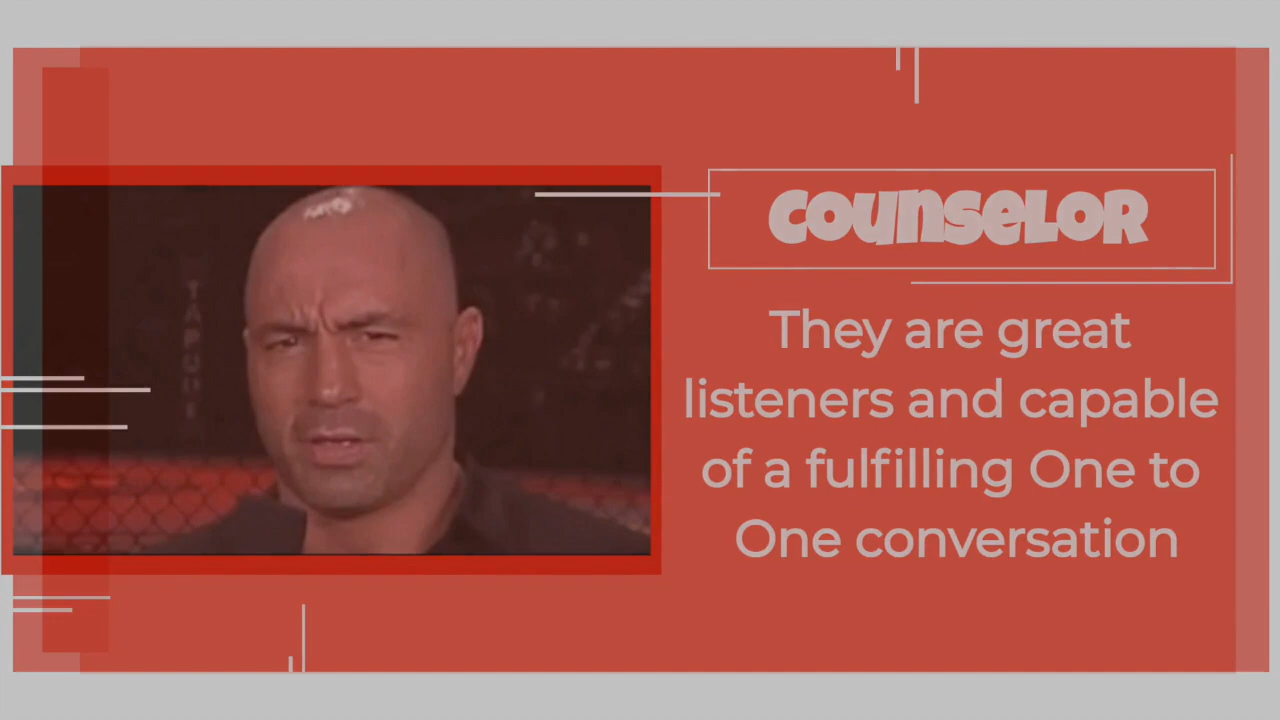 COUNSELOR
They are great
listeners and capable
of a fulfilling One to
One conversation